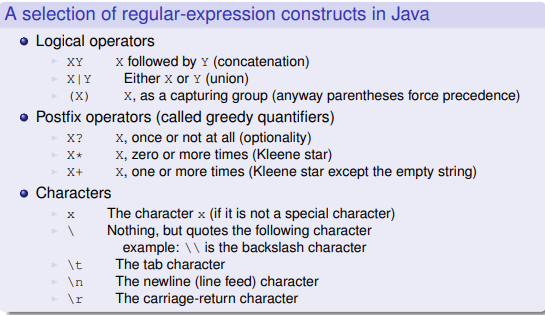 A selection of regular-expression constructs in Java
Logical operators
XY X followed by Y (concatenation)
X|Y Either X or Y (union)
(X) X, as a capturing group (anyway parentheses force precedence)
Postfix operators (called greedy quantifiers)
X? X, once or not at all (optionality)
X* X, zero or more times (Kleene star)
X+ X, one or more times (Kleene star except the empty string)
Characters
x The character x (if it is not a special character)
\ Nothing, but quotes the following character
example: \\ is the backslash character
\t The tab character
\n The newline (line feed) character
\r The carriage-return character